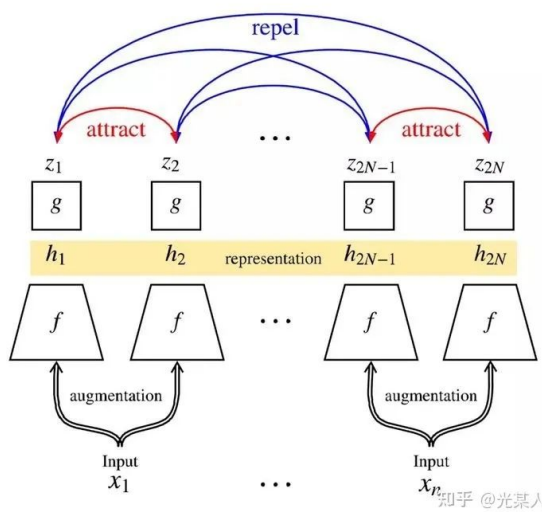 repel
attract ... attract
z₁ z₂ z₂N₋₁ z₂N
g g g g
h₁ h₂ representation h₂N₋₁ h₂N
f f ... f f
augmentation augmentation
Input Input
x₁ ... xₙ
知乎 @光某人